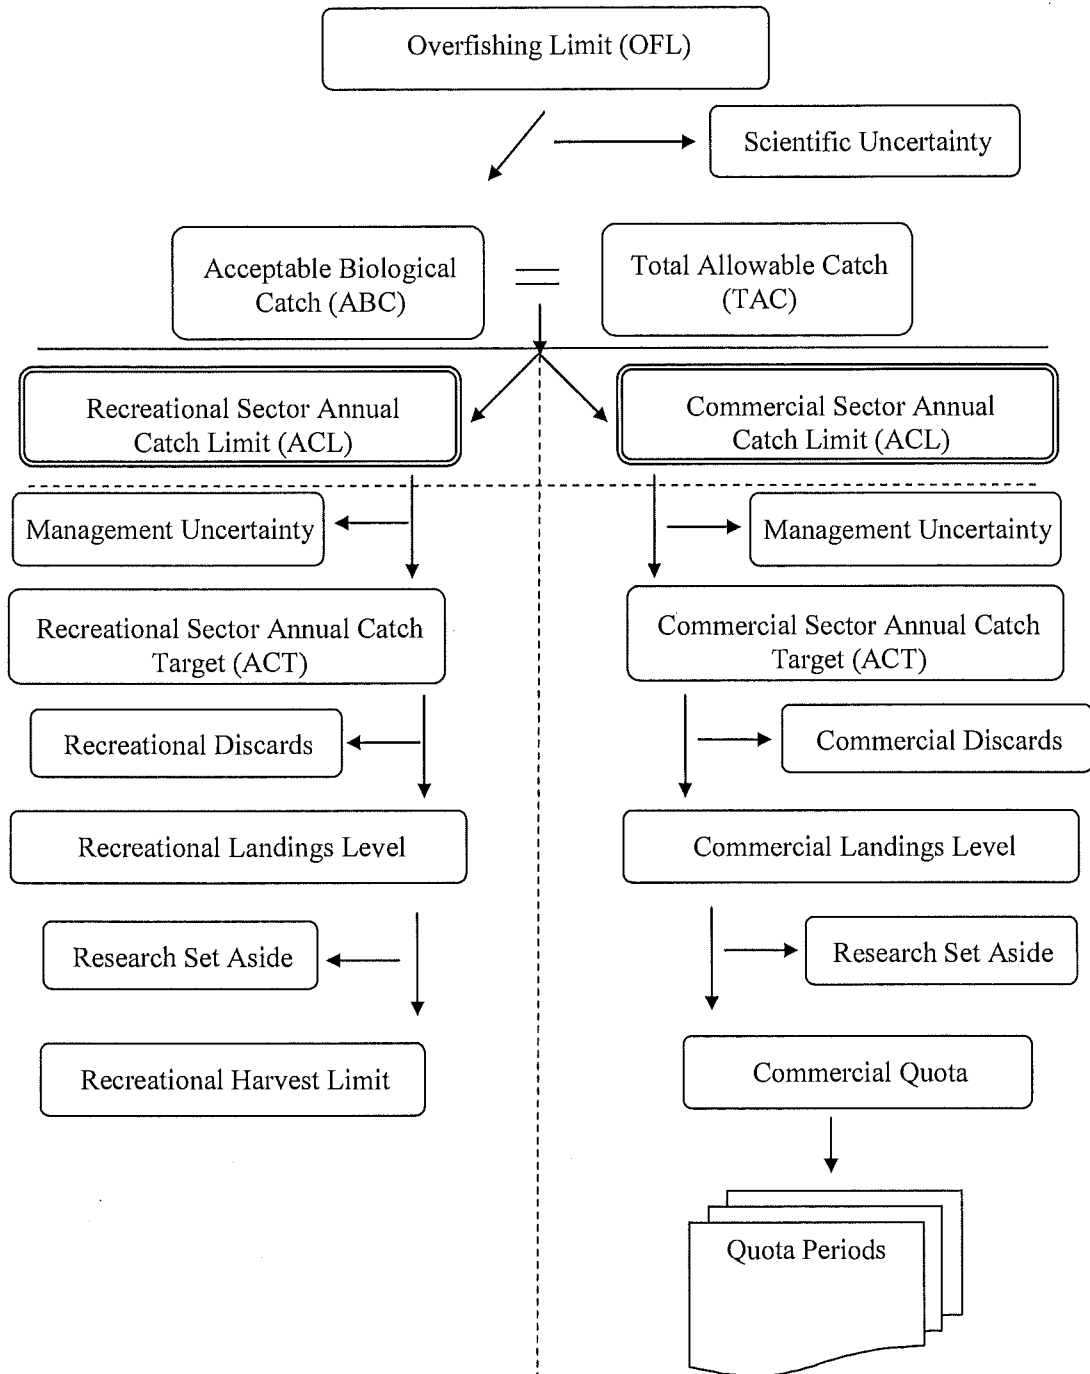 Overfishing Limit (OFL)
Scientific Uncertainty
Acceptable Biological
Catch (ABC)
=
Total Allowable Catch
(TAC)
Recreational Sector Annual
Catch Limit (ACL)
Commercial Sector Annual
Catch Limit (ACL)
Management Uncertainty
Management Uncertainty
Recreational Sector Annual Catch
Target (ACT)
Commercial Sector Annual Catch
Target (ACT)
Recreational Discards
Commercial Discards
Recreational Landings Level
Commercial Landings Level
Research Set Aside
Research Set Aside
Recreational Harvest Limit
Commercial Quota
Quota Periods